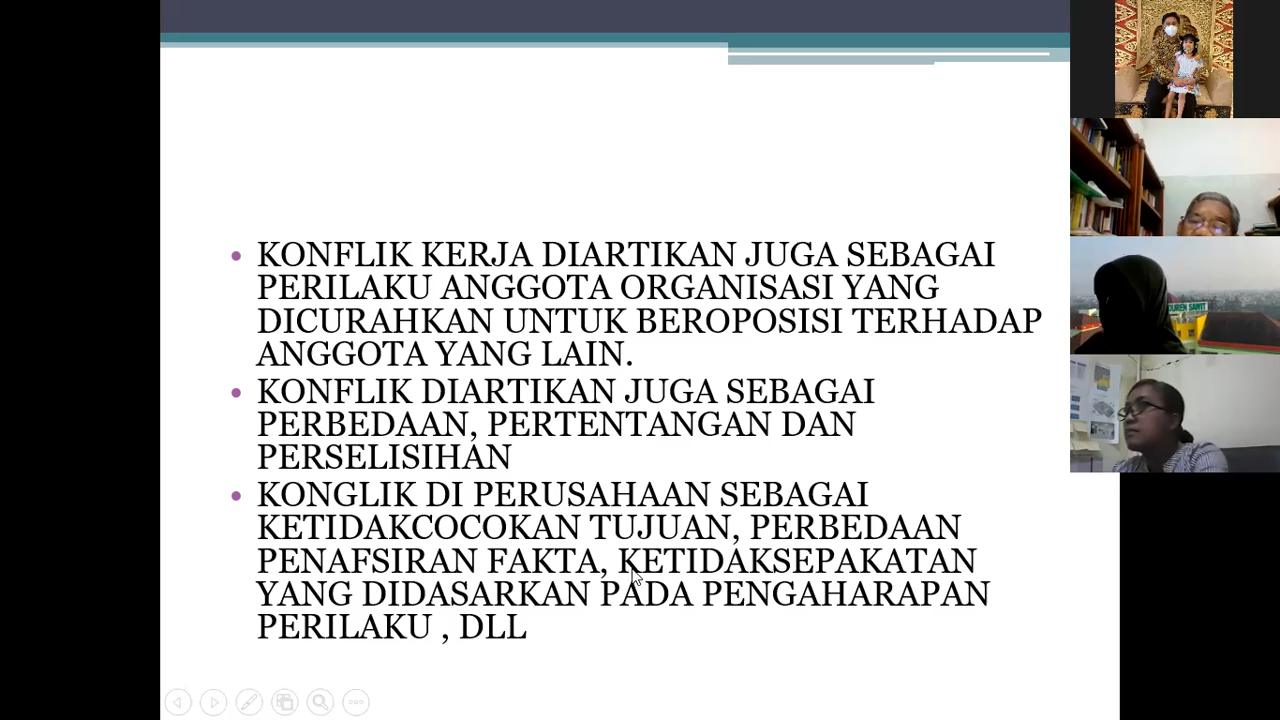 KONFLIK KERJA DIARTIKAN JUGA SEBAGAI
PERILAKU ANGGOTA ORGANISASI YANG
DICURAHKAN UNTUK BEROPOSISI TERHADAP
ANGGOTA YANG LAIN.
KONFLIK DIARTIKAN JUGA SEBAGAI
PERBEDAAN, PERTENTANGAN DAN
PERSELISIHAN
KONGLIK DI PERUSAHAAN SEBAGAI
KETIDAKCOCOKAN TUJUAN, PERBEDAAN
PENAFSIRAN FAKTA, KETIDAKSEPAKATAN
YANG DIDASARKAN PADA PENGAHARAPAN
PERILAKU , DLL
DUREN SAWIT